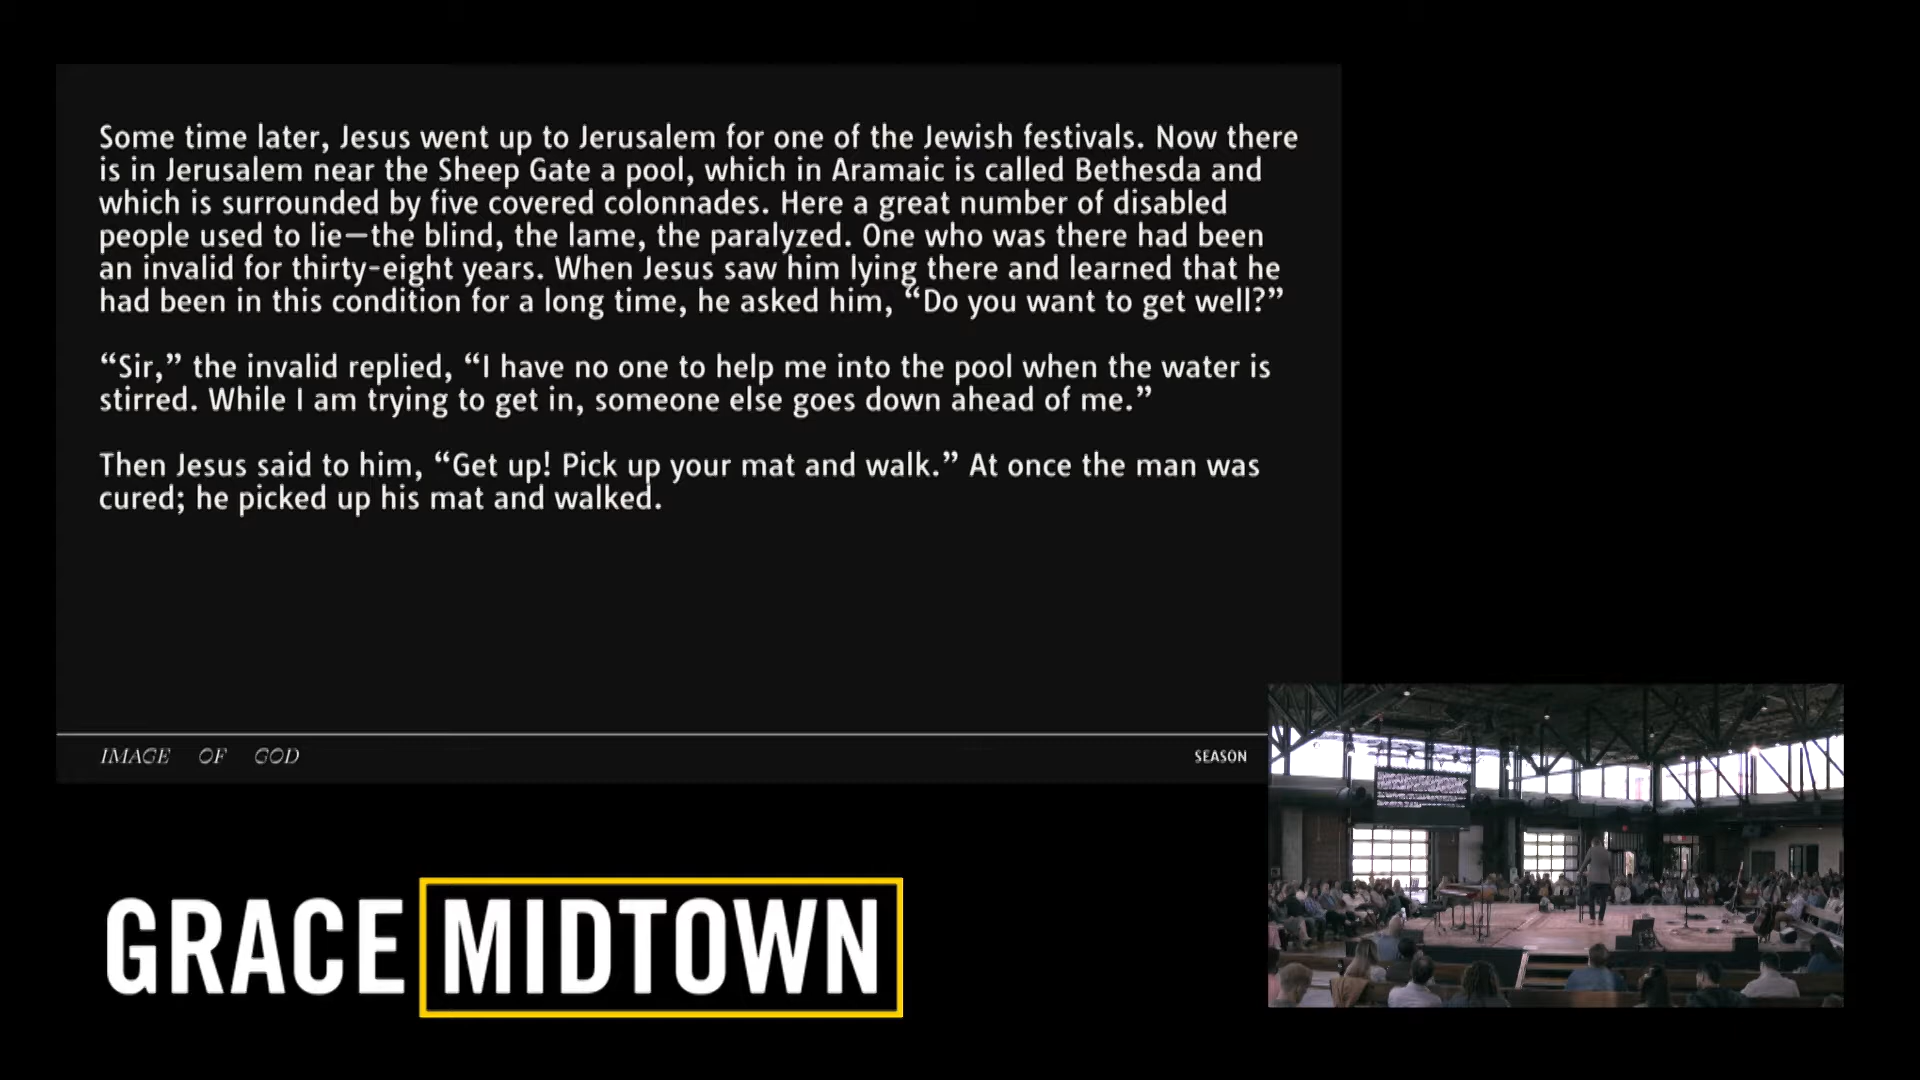 Some time later, Jesus went up to Jerusalem for one of the Jewish festivals. Now there
is in Jerusalem near the Sheep Gate a pool, which in Aramaic is called Bethesda and
which is surrounded by five covered colonnades. Here a great number of disabled
people used to lie—the blind, the lame, the paralyzed. One who was there had been
an invalid for thirty-eight years. When Jesus saw him lying there and learned that he
had been in this condition for a long time, he asked him, “Do you want to get well?”
“Sir,” the invalid replied, “I have no one to help me into the pool when the water is
stirred. While I am trying to get in, someone else goes down ahead of me.”
Then Jesus said to him, “Get up! Pick up your mat and walk.” At once the man was
cured; he picked up his mat and walked.
IMAGE OF GOD
SEASON
GRACE MIDTOWN